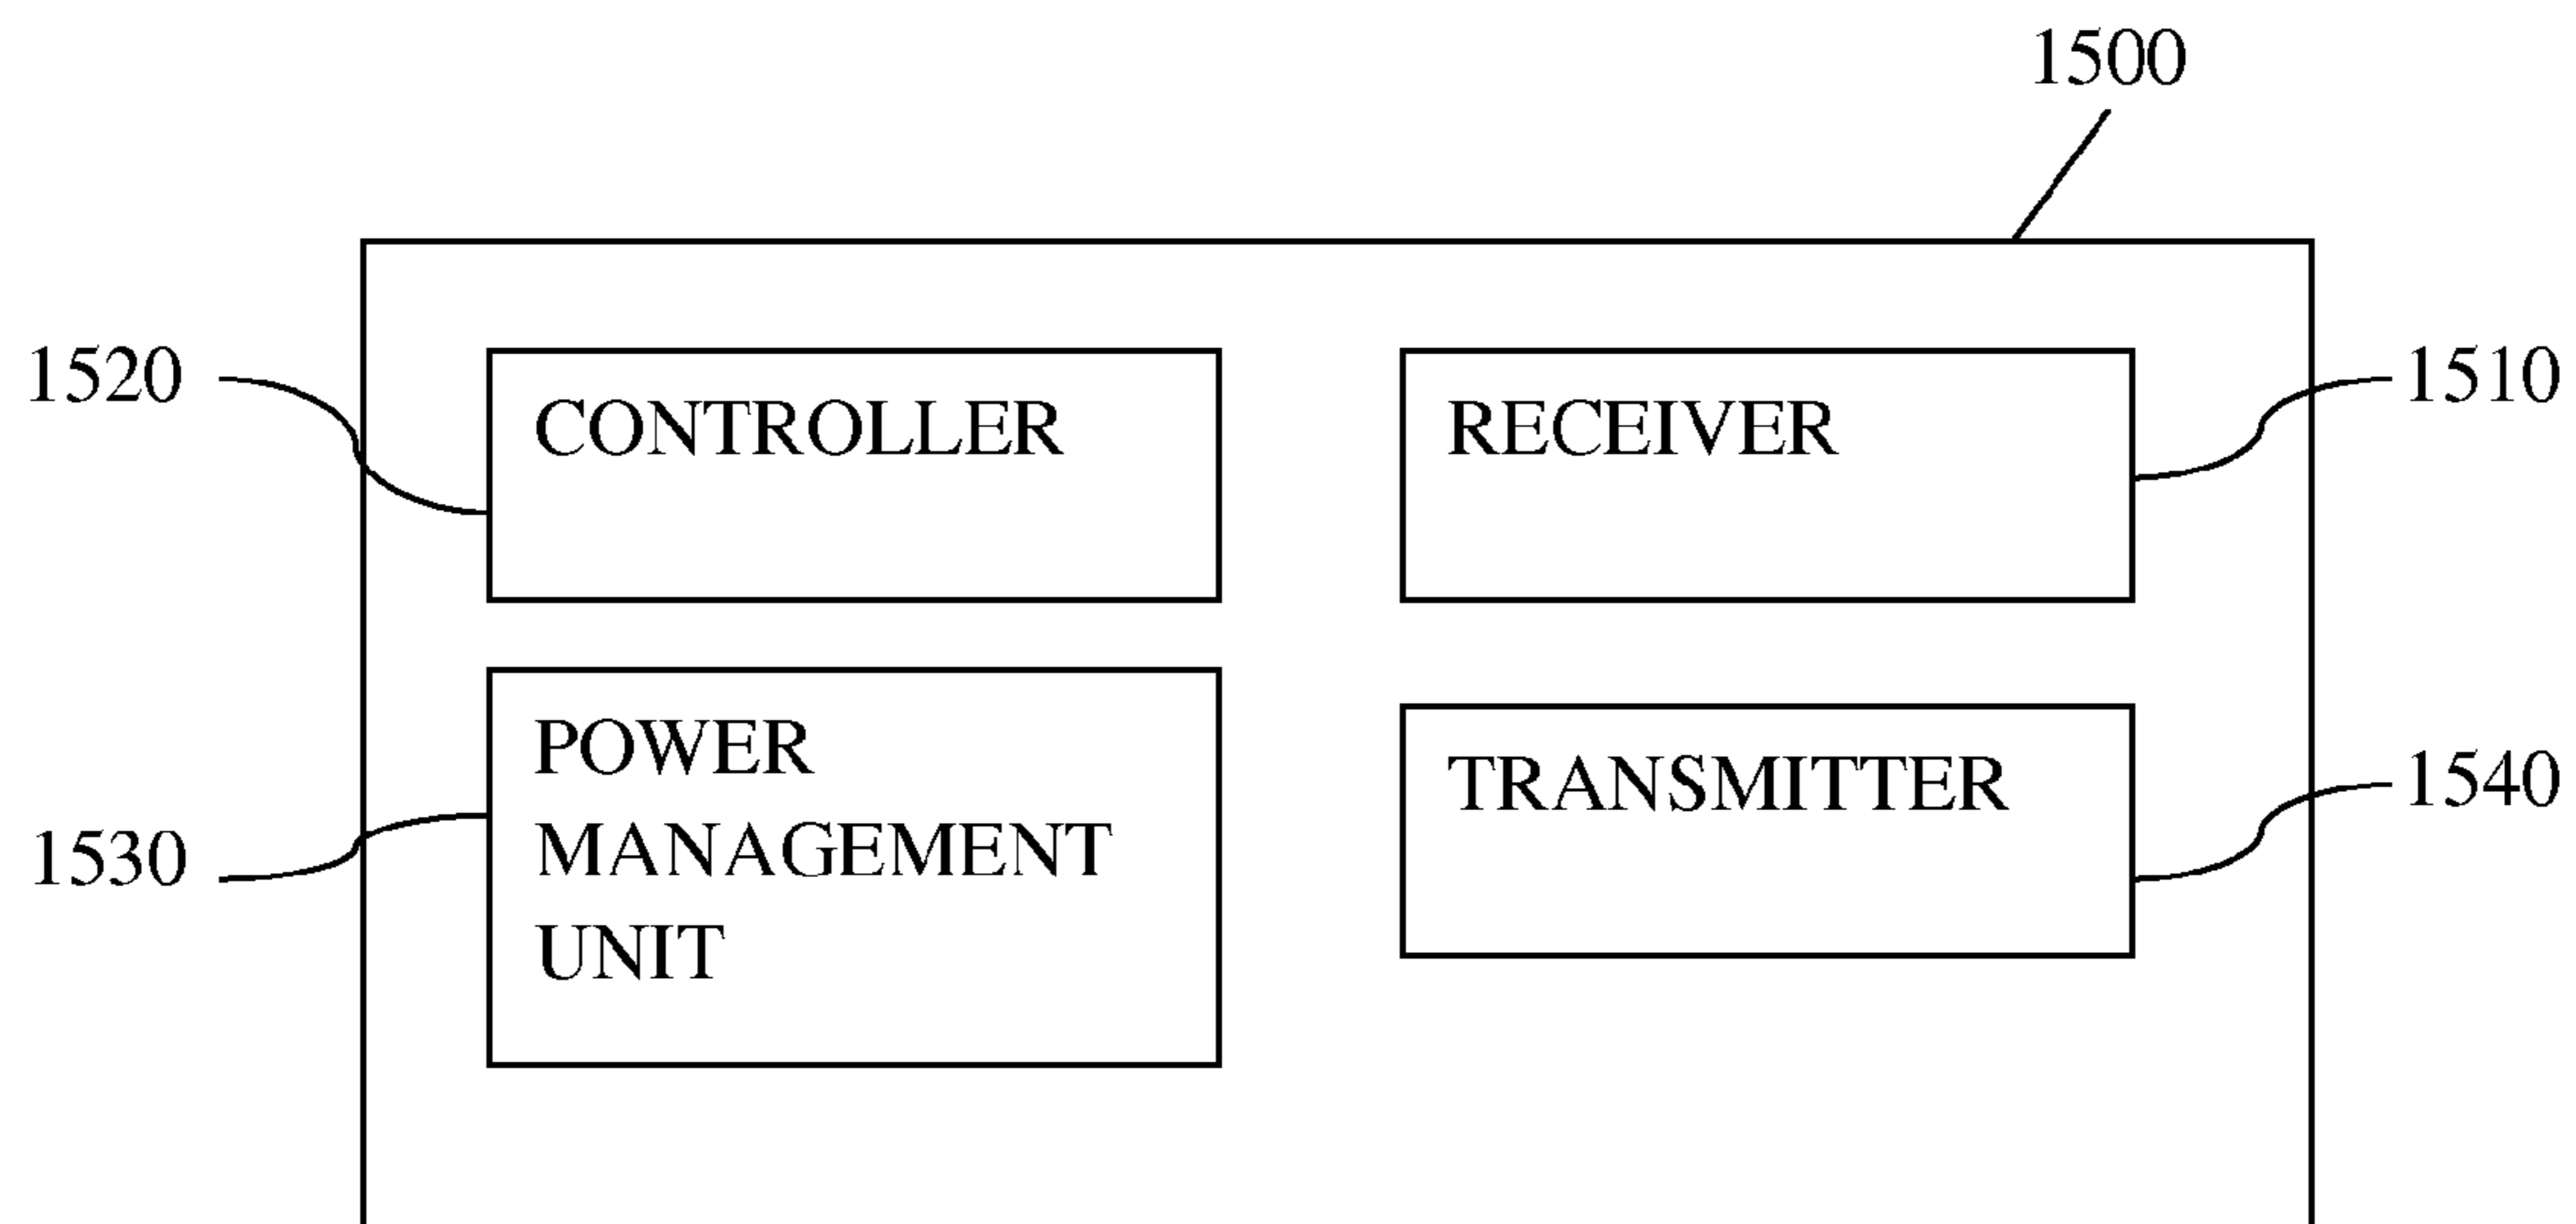 1500
1520
CONTROLLER
RECEIVER
1510
POWER
MANAGEMENT
UNIT
1530
TRANSMITTER
1540